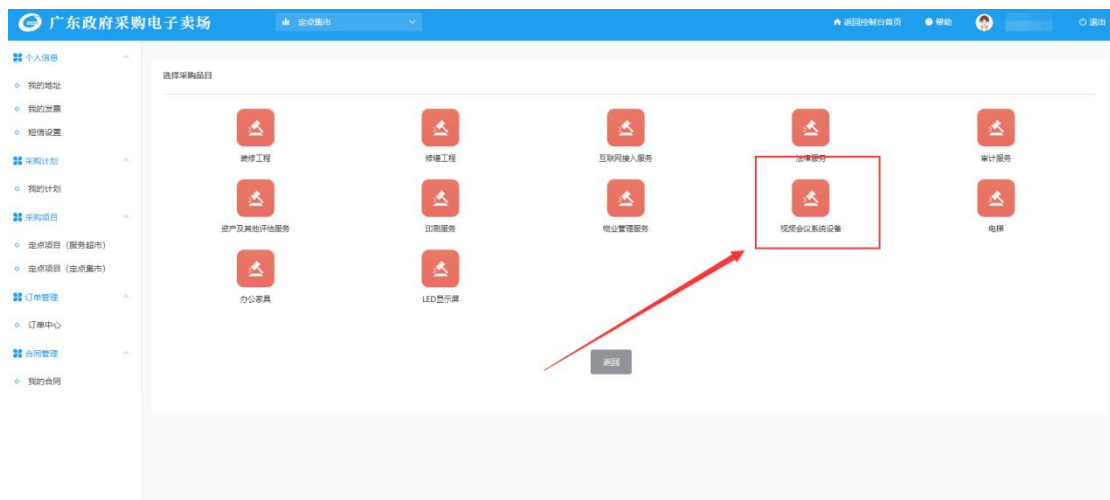 广东政府采购电子卖场
定点集市
返回控制台首页
帮助
退出
个人信息
我的地址
我的发票
短信设置
采购计划
我的计划
采购项目
定点项目（服务超市）
定点项目（定点集市）
订单管理
订单中心
合同管理
我的合同
选择采购品目
装修工程
修缮工程
互联网接入服务
法律服务
审计服务
资产及其他评估服务
印刷服务
物业管理服务
视频会议系统设备
电梯
办公家具
LED显示屏
返回